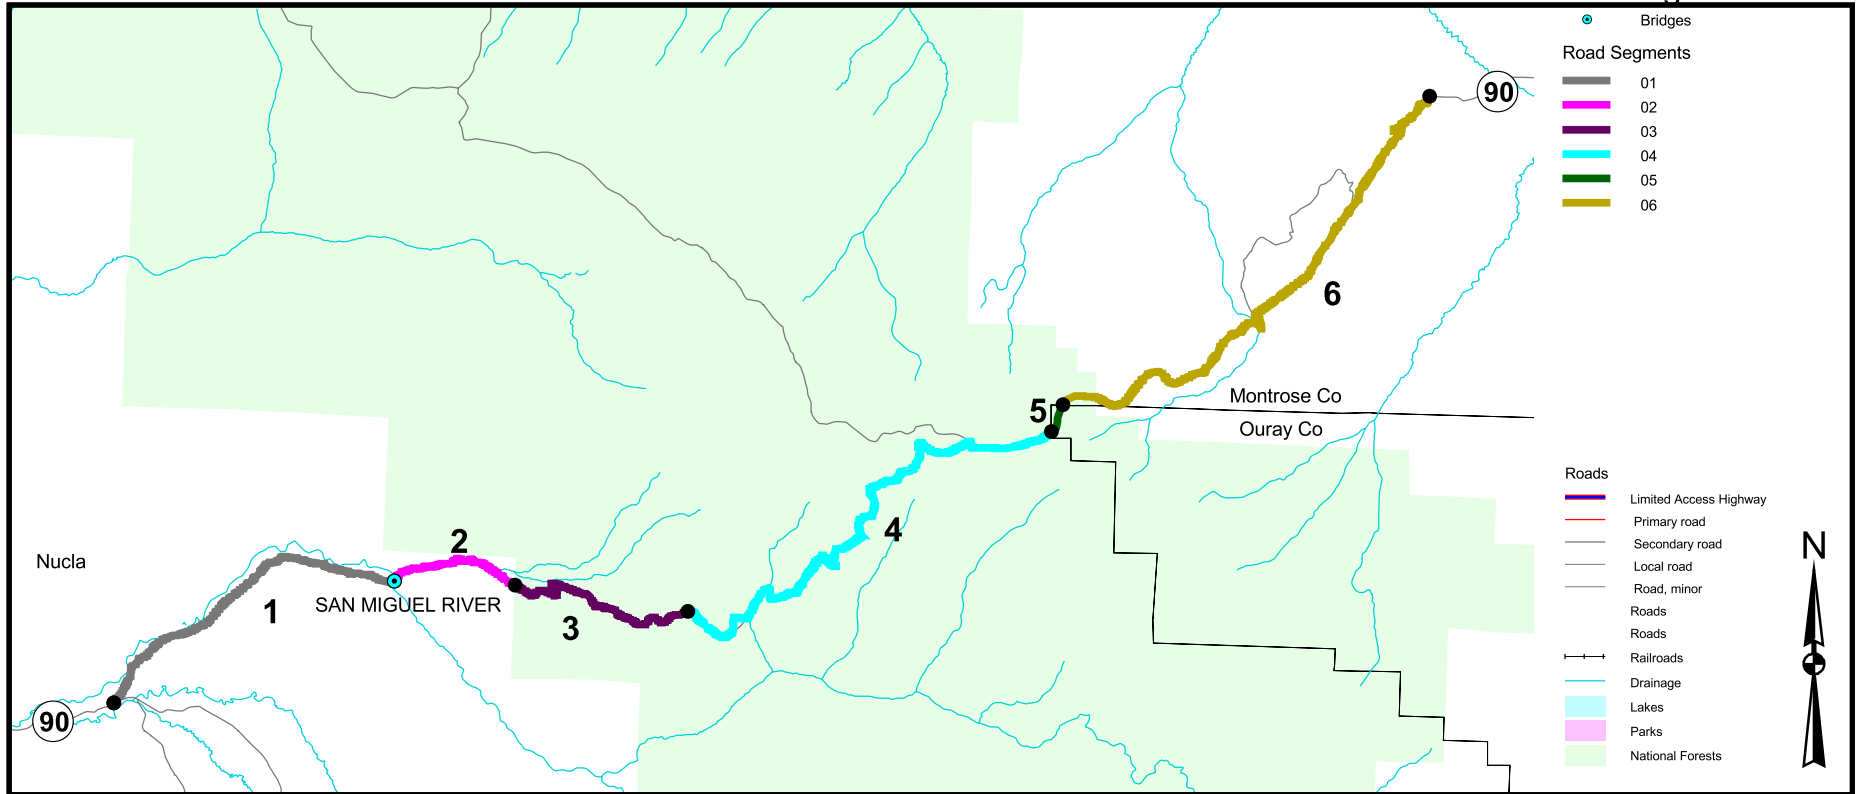 Bridges
Road Segments
01
02
03
04
05
06
90
6
Montrose Co
5
Ouray Co
4
Nucla
2
SAN MIGUEL RIVER
1
3
90
Roads
Limited Access Highway
Primary road
Secondary road
Local road
Road, minor
Roads
Roads
Railroads
Drainage
Lakes
Parks
National Forests
N